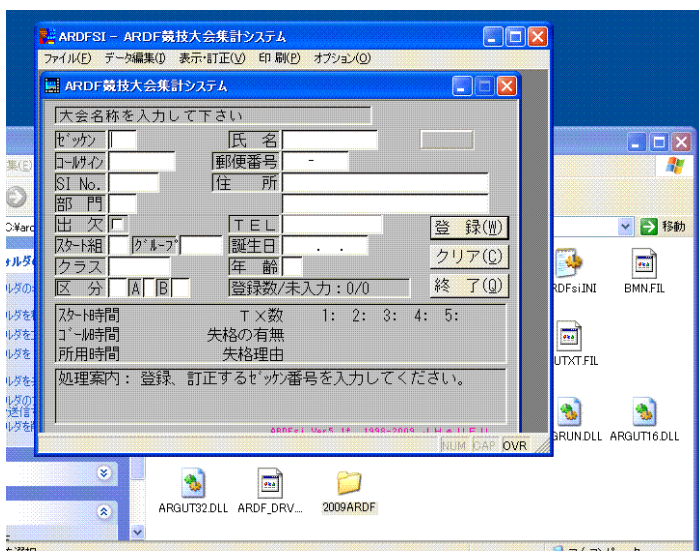 ARDFSI - ARDF競技大会集計システム
ファイル(F) データ編集(I) 表示・訂正(V) 印 刷(P) オプション(O)
ARDF競技大会集計システム
大会名称を入力して下さい
ｾﾞｯｹﾝ 氏 名
ｺｰﾙｻｲﾝ 郵便番号 -
SI No. 住 所
部 門
出 欠 TEL 登 録(W)
ｽﾀｰﾄ組 ｸﾞﾙｰﾌﾟ 誕生日 . . クリア(C)
クラス 年 齢
区 分 A B 登録数/未入力:0/0 終 了(Q)
ｽﾀｰﾄ時間 TX数 1: 2: 3: 4: 5:
ｺﾞｰﾙ時間 失格の有無
所用時間 失格理由
処理案内: 登録、訂正するｾﾞｯｹﾝ番号を入力してください。
NUM CAP OVR
移動
RDFsi.INI BMN.FIL
UTXT.FIL
GRUN.DLL ARGUT16.DLL
ARGUT32.DLL ARDF_DRV... 2009ARDF